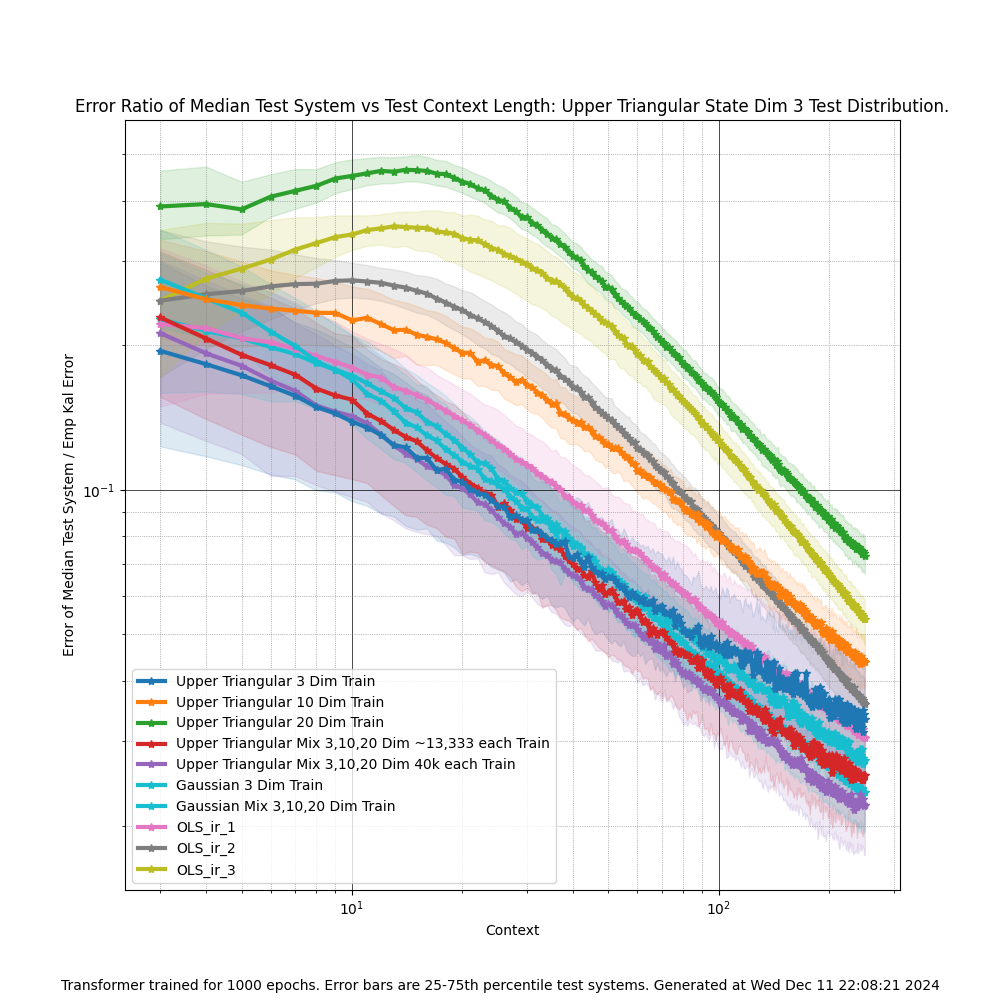 Error Ratio of Median Test System vs Test Context Length: Upper Triangular State Dim 3 Test Distribution.
Error of Median Test System / Emp Kal Error
10⁻¹
Upper Triangular 3 Dim Train
Upper Triangular 10 Dim Train
Upper Triangular 20 Dim Train
Upper Triangular Mix 3,10,20 Dim ~13,333 each Train
Upper Triangular Mix 3,10,20 Dim 40k each Train
Gaussian 3 Dim Train
Gaussian Mix 3,10,20 Dim Train
OLS_ir_1
OLS_ir_2
OLS_ir_3
10¹ 10²
Context
Transformer trained for 1000 epochs. Error bars are 25-75th percentile test systems. Generated at Wed Dec 11 22:08:21 2024